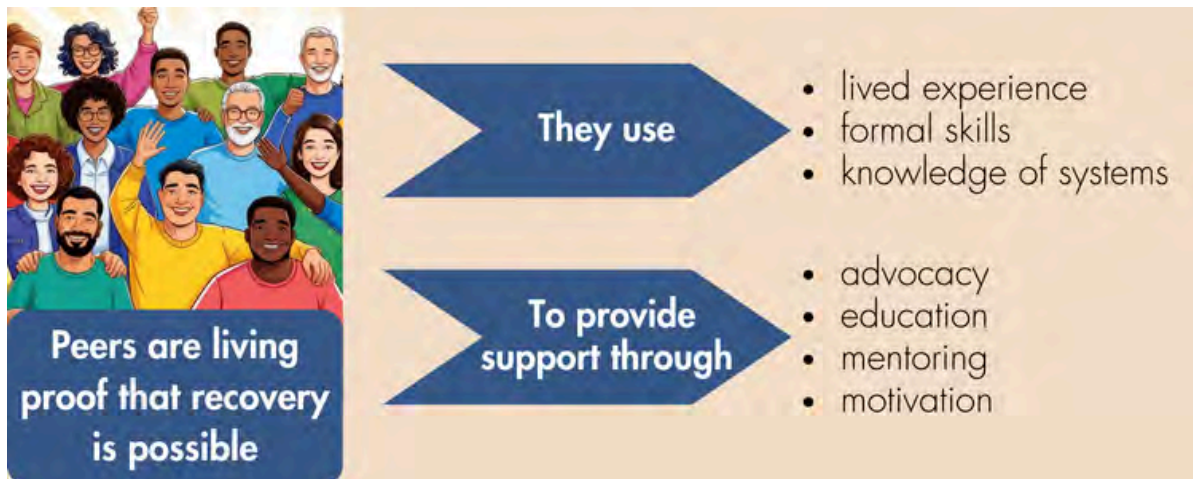 Peers are living
proof that recovery
is possible
They use
• lived experience
• formal skills
• knowledge of systems
To provide
support through
• advocacy
• education
• mentoring
• motivation